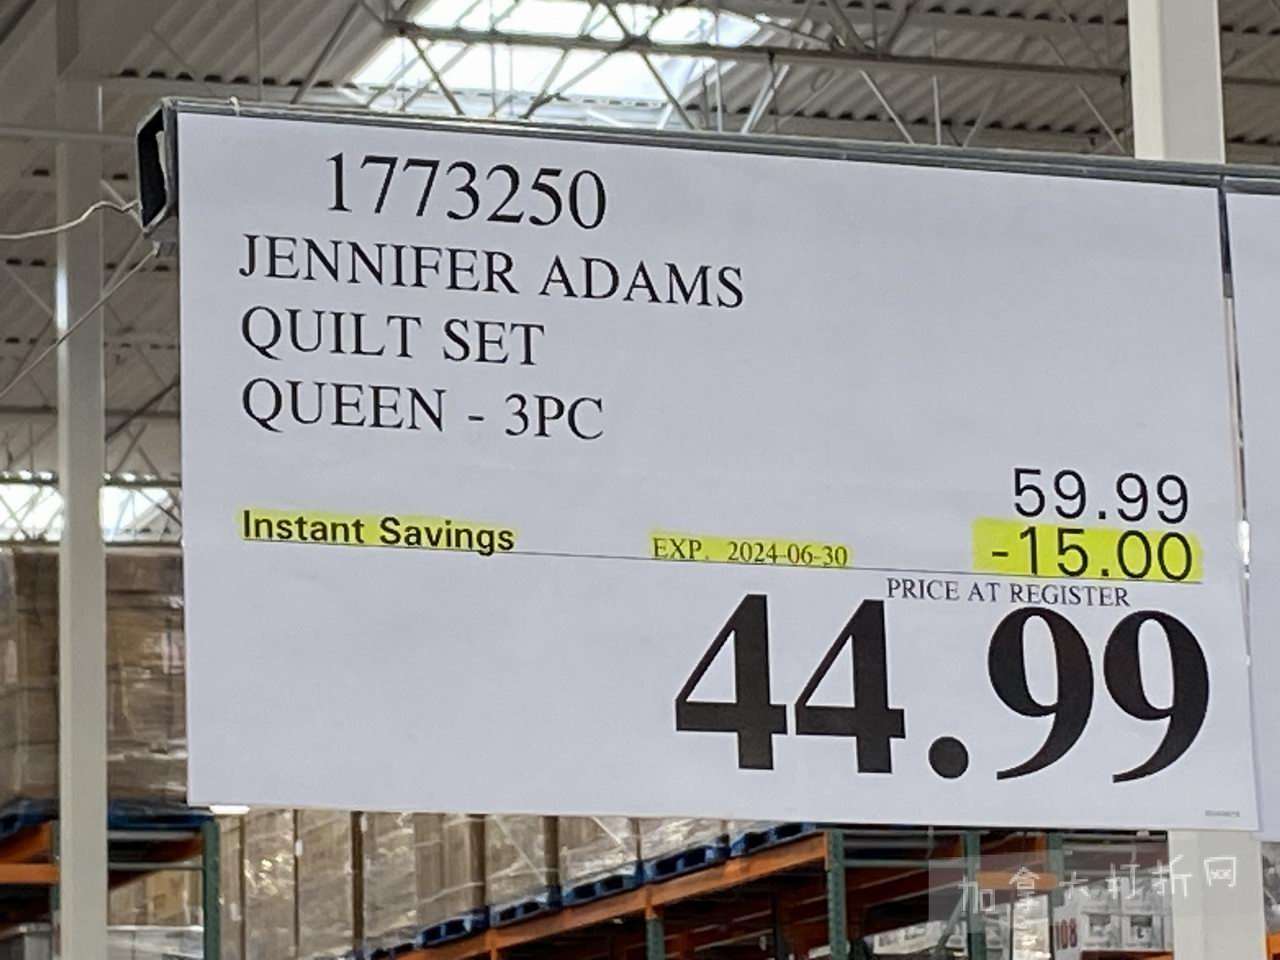 1773250
JENNIFER ADAMS
QUILT SET
QUEEN - 3PC
59.99
Instant Savings EXP. 2024-06-30 -15.00
PRICE AT REGISTER
44.99
加拿大打折网